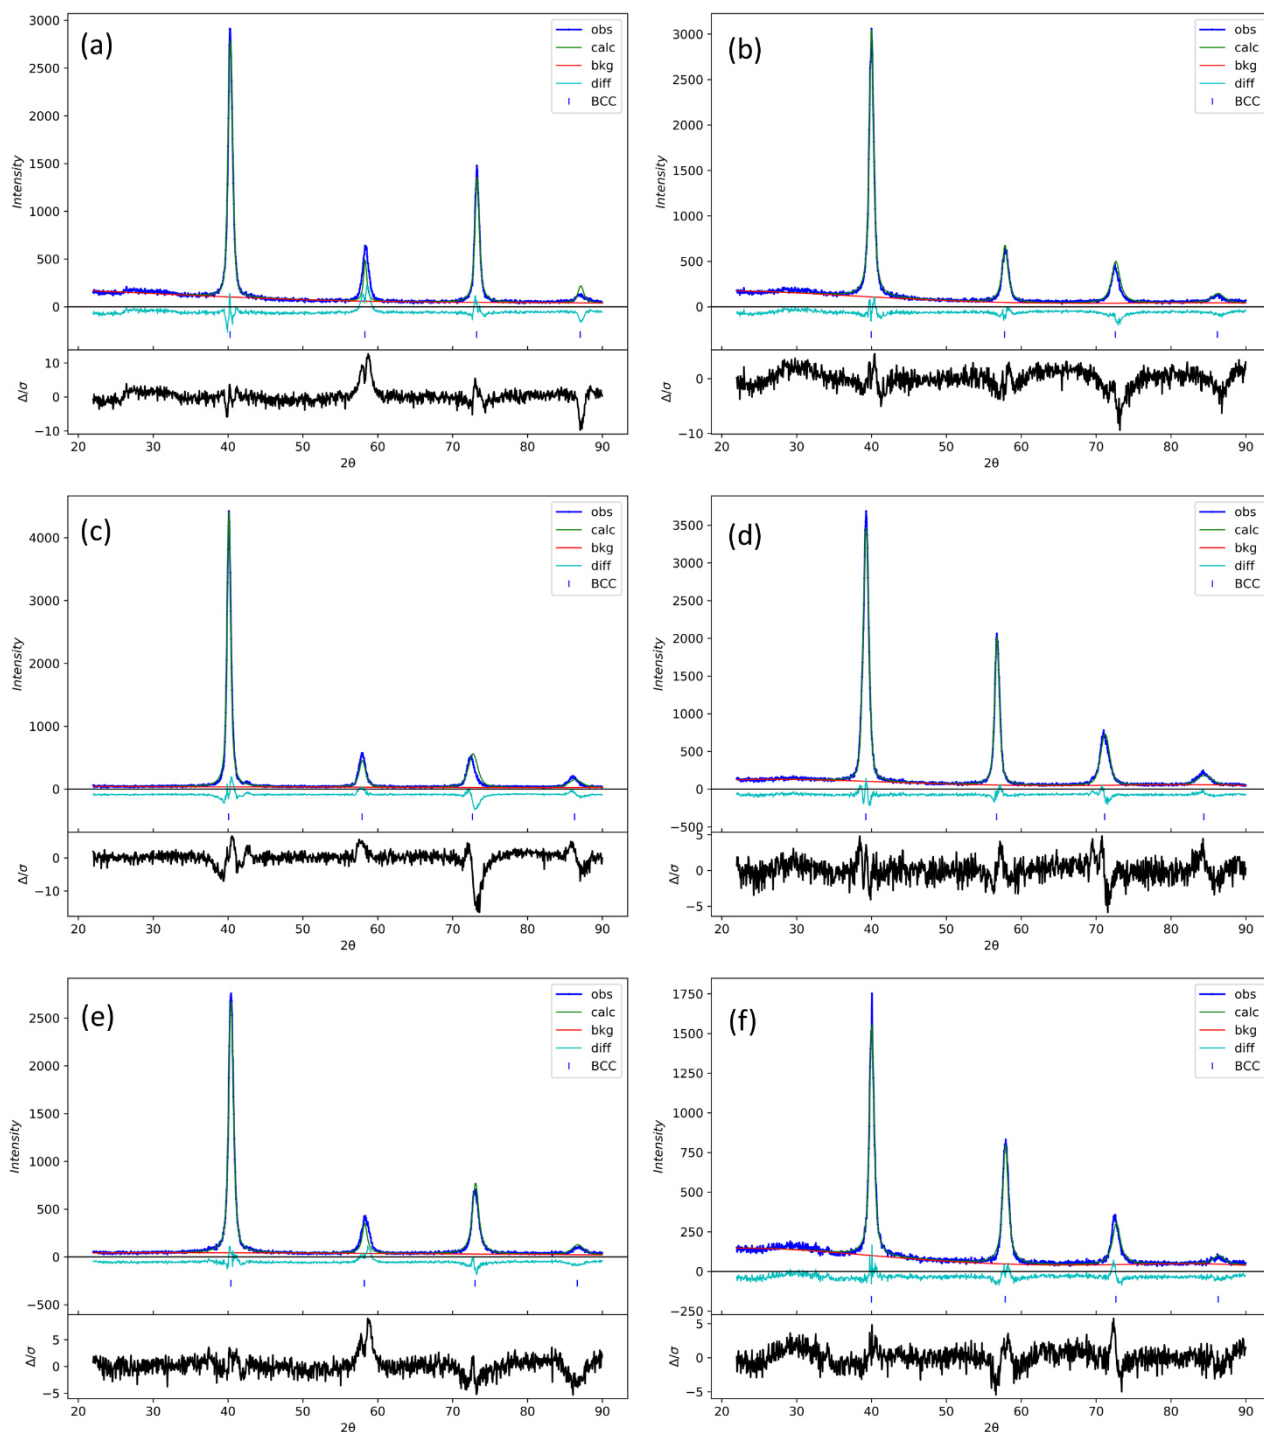 (a)
3000
2500
2000
1500
1000
500
0
Intensity
obs
calc
bkg
diff
BCC
10
0
−10
Δ/σ
20 30 40 50 60 70 80 90
2θ
(b)
3000
2500
2000
1500
1000
500
0
Intensity
obs
calc
bkg
diff
BCC
0
−10
Δ/σ
20 30 40 50 60 70 80 90
2θ
(c)
4000
3000
2000
1000
0
Intensity
obs
calc
bkg
diff
BCC
0
−10
Δ/σ
20 30 40 50 60 70 80 90
2θ
(d)
3500
3000
2500
2000
1500
1000
500
0
−500
Intensity
obs
calc
bkg
diff
BCC
5
0
−5
Δ/σ
20 30 40 50 60 70 80 90
2θ
(e)
2500
2000
1500
1000
500
0
−500
Intensity
obs
calc
bkg
diff
BCC
5
0
−5
Δ/σ
20 30 40 50 60 70 80 90
2θ
(f)
1750
1500
1250
1000
750
500
250
0
−250
Intensity
obs
calc
bkg
diff
BCC
5
0
−5
Δ/σ
20 30 40 50 60 70 80 90
2θ